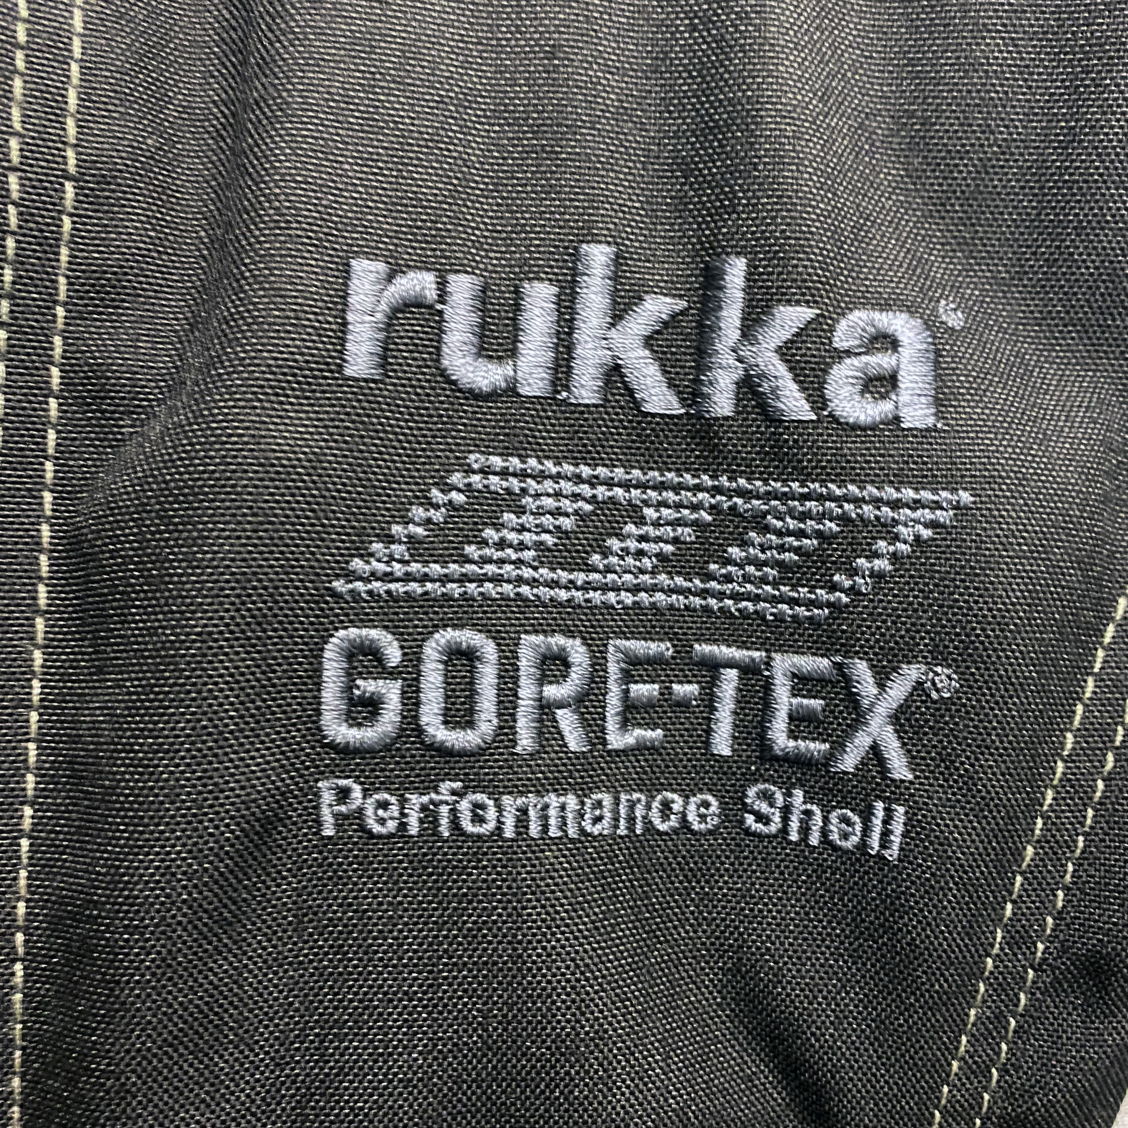 rukka
GORE-TEX®
Performance Shell